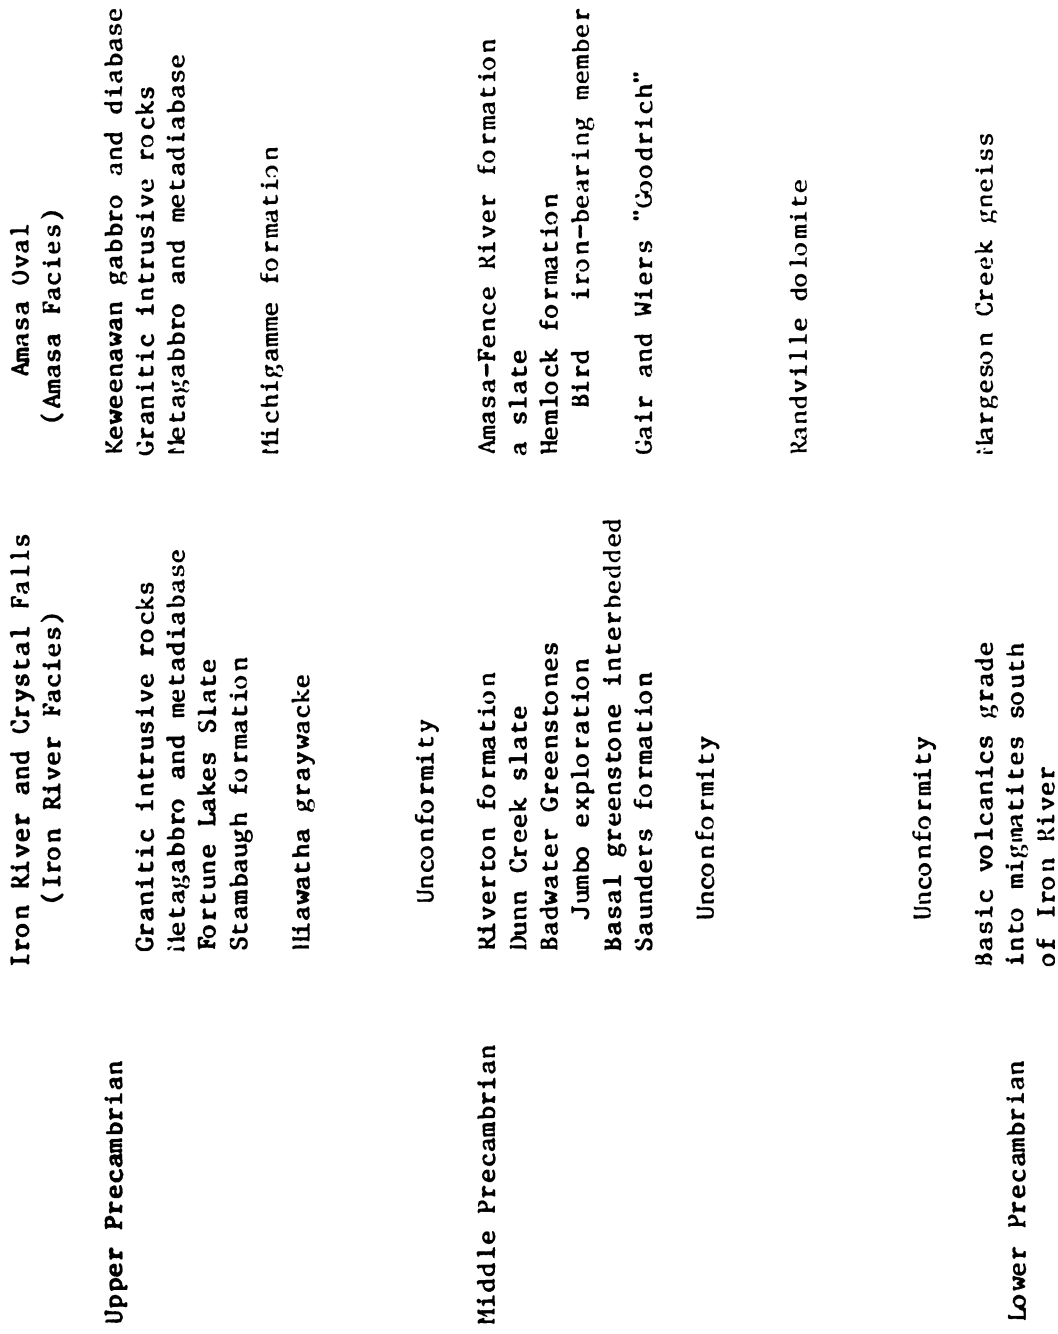 Iron River and Crystal Falls
(Iron River Facies)
Amasa Oval
(Amasa Facies)
Upper Precambrian
Keweenawan gabbro and diabase
Granitic intrusive rocks
Granitic intrusive rocks
Metagabbro and metadiabase
Metagabbro and metadiabase
Fortune Lakes Slate
Stambaugh formation
Michigamme formation
Hiawatha graywacke
Unconformity
Middle Precambrian
Riverton formation
Amasa-Fence River formation
Dunn Creek slate
a slate
Badwater Greenstones
Hemlock formation
Jumbo exploration
Bird iron-bearing member
Basal greenstone interbedded
Saunders formation
Gair and Wiers "Goodrich"
Unconformity
Randville dolomite
Unconformity
Lower Precambrian
Basic volcanics grade
into migmatites south
of Iron River
Margeson Creek gneiss